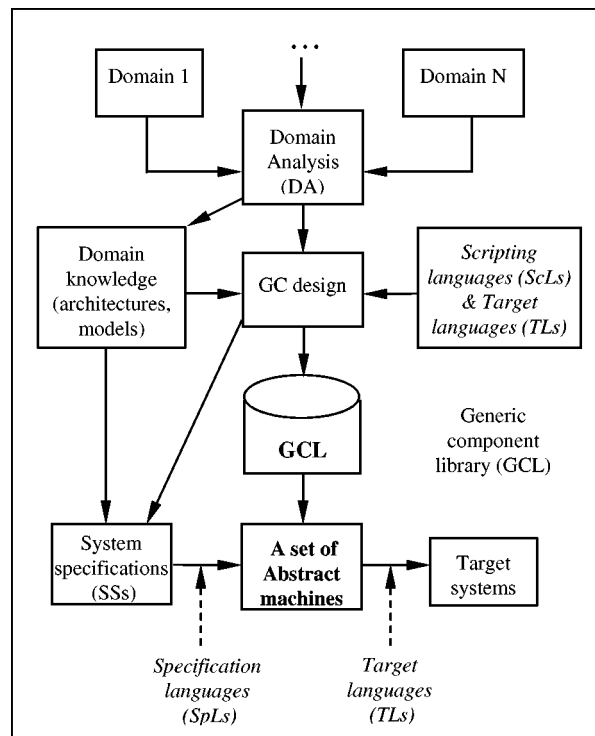 ...
Domain 1
Domain N
Domain
Analysis
(DA)
Domain
knowledge
(architectures,
models)
GC design
Scripting
languages (ScLs)
& Target
languages (TLs)
GCL
Generic
component
library (GCL)
System
specifications
(SSs)
A set of
Abstract
machines
Target
systems
Specification
languages
(SpLs)
Target
languages
(TLs)